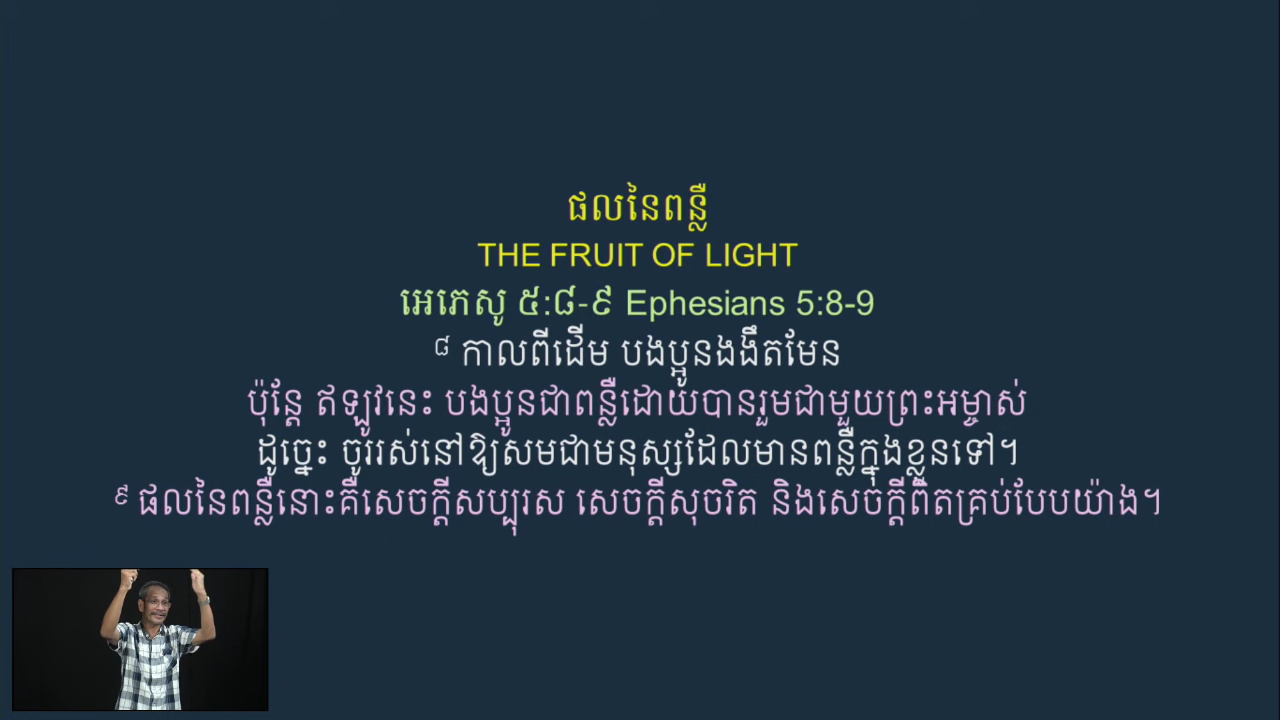 ផលនៃពន្លឺ
THE FRUIT OF LIGHT
អេភេសូ ៥:៨-៩ Ephesians 5:8-9
៨ កាលពីដើម បងប្អូនងងឹតមែន
ប៉ុន្តែ ឥឡូវនេះ បងប្អូនជាពន្លឺដោយបានរួមជាមួយព្រះអម្ចាស់
ដូច្នេះ ចូររស់នៅឱ្យសមជាមនុស្សដែលមានពន្លឺក្នុងខ្លួនទៅ។
៩ ផលនៃពន្លឺនោះគឺសេចក្ដីសប្បុរស សេចក្ដីសុចរិត និងសេចក្ដីពិតគ្រប់បែបយ៉ាង។